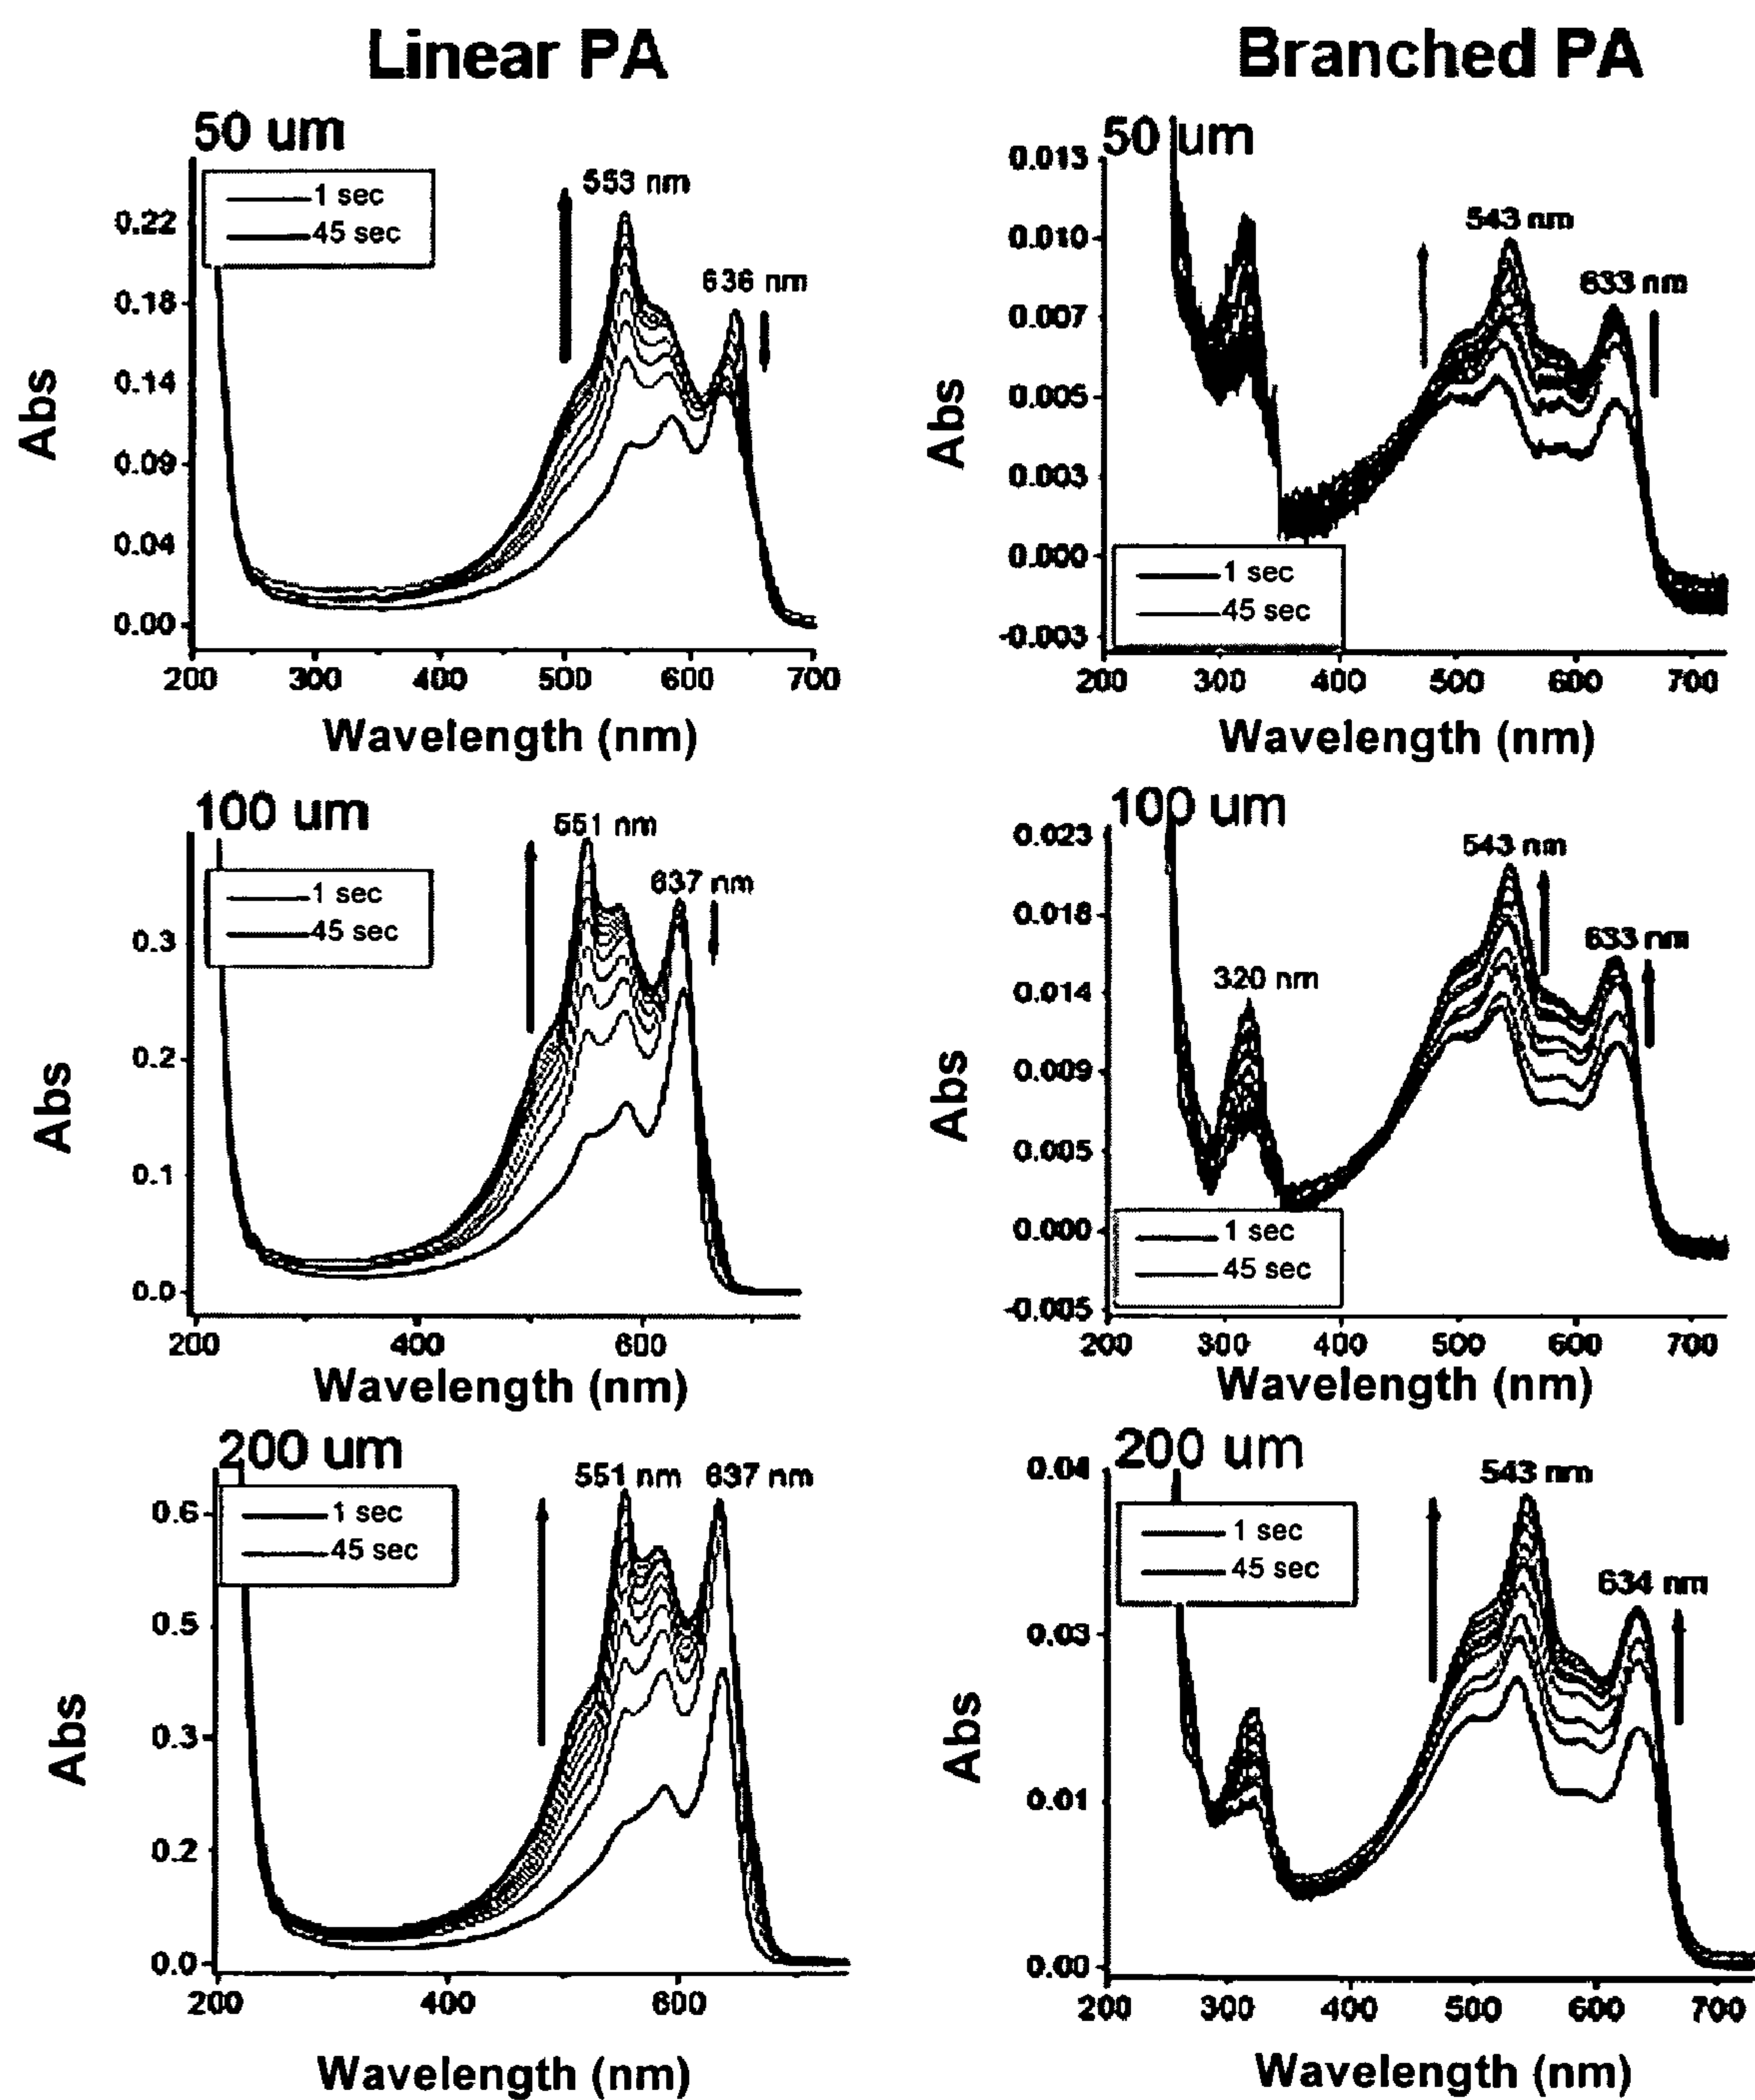 Linear PA
Branched PA
50 um
1 sec
45 sec
553 nm
636 nm
Abs
0.22
0.18
0.14
0.09
0.04
0.00
200 300 400 500 600 700
Wavelength (nm)
50 um
0.013
0.010
0.007
0.005
0.003
0.000
-0.003
543 nm
633 nm
Abs
1 sec
45 sec
200 300 400 500 600 700
Wavelength (nm)
100 um
1 sec
45 sec
551 nm
637 nm
Abs
0.3
0.2
0.1
0.0
200 400 600
Wavelength (nm)
100 um
0.023
0.018
0.014
0.009
0.005
0.000
-0.005
320 nm
543 nm
633 nm
Abs
1 sec
45 sec
200 300 400 500 600 700
Wavelength (nm)
200 um
1 sec
45 sec
551 nm 637 nm
Abs
0.6
0.5
0.3
0.2
0.0
200 400 600
Wavelength (nm)
200 um
1 sec
45 sec
543 nm
634 nm
Abs
0.04
0.03
0.01
0.00
200 300 400 500 600 700
Wavelength (nm)